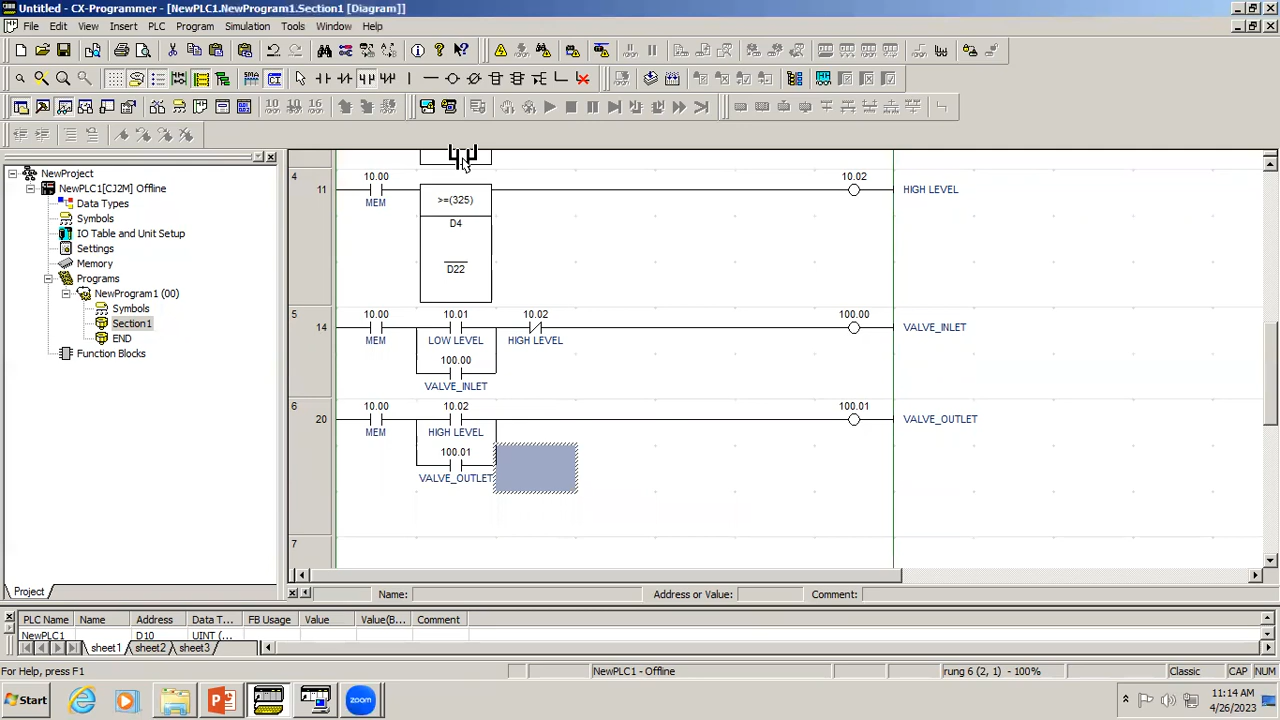 Untitled - CX-Programmer - [NewPLC1.NewProgram1.Section1 [Diagram]]
File Edit View Insert PLC Program Simulation Tools Window Help
NewProject
NewPLC1[CJ2M] Offline
Data Types
Symbols
IO Table and Unit Setup
Settings
Memory
Programs
NewProgram1 (00)
Symbols
Section1
END
Function Blocks
Project
4
11
10.00
MEM
>=(325)
D4
D22
10.02
HIGH LEVEL
5
14
10.00
MEM
10.01
LOW LEVEL
10.02
HIGH LEVEL
100.00
VALVE_INLET
100.00
VALVE_INLET
6
20
10.00
MEM
10.02
HIGH LEVEL
100.01
VALVE_OUTLET
100.01
VALVE_OUTLET
7
Name: Address or Value: Comment:
PLC Name Name Address Data T... FB Usage Value Value(B... Comment
NewPLC1 D10 UINT (...
sheet1 sheet2 sheet3
For Help, press F1 NewPLC1 - Offline rung 6 (2, 1) - 100% Classic CAP NUM
Start zoom 11:14 AM
4/26/2023